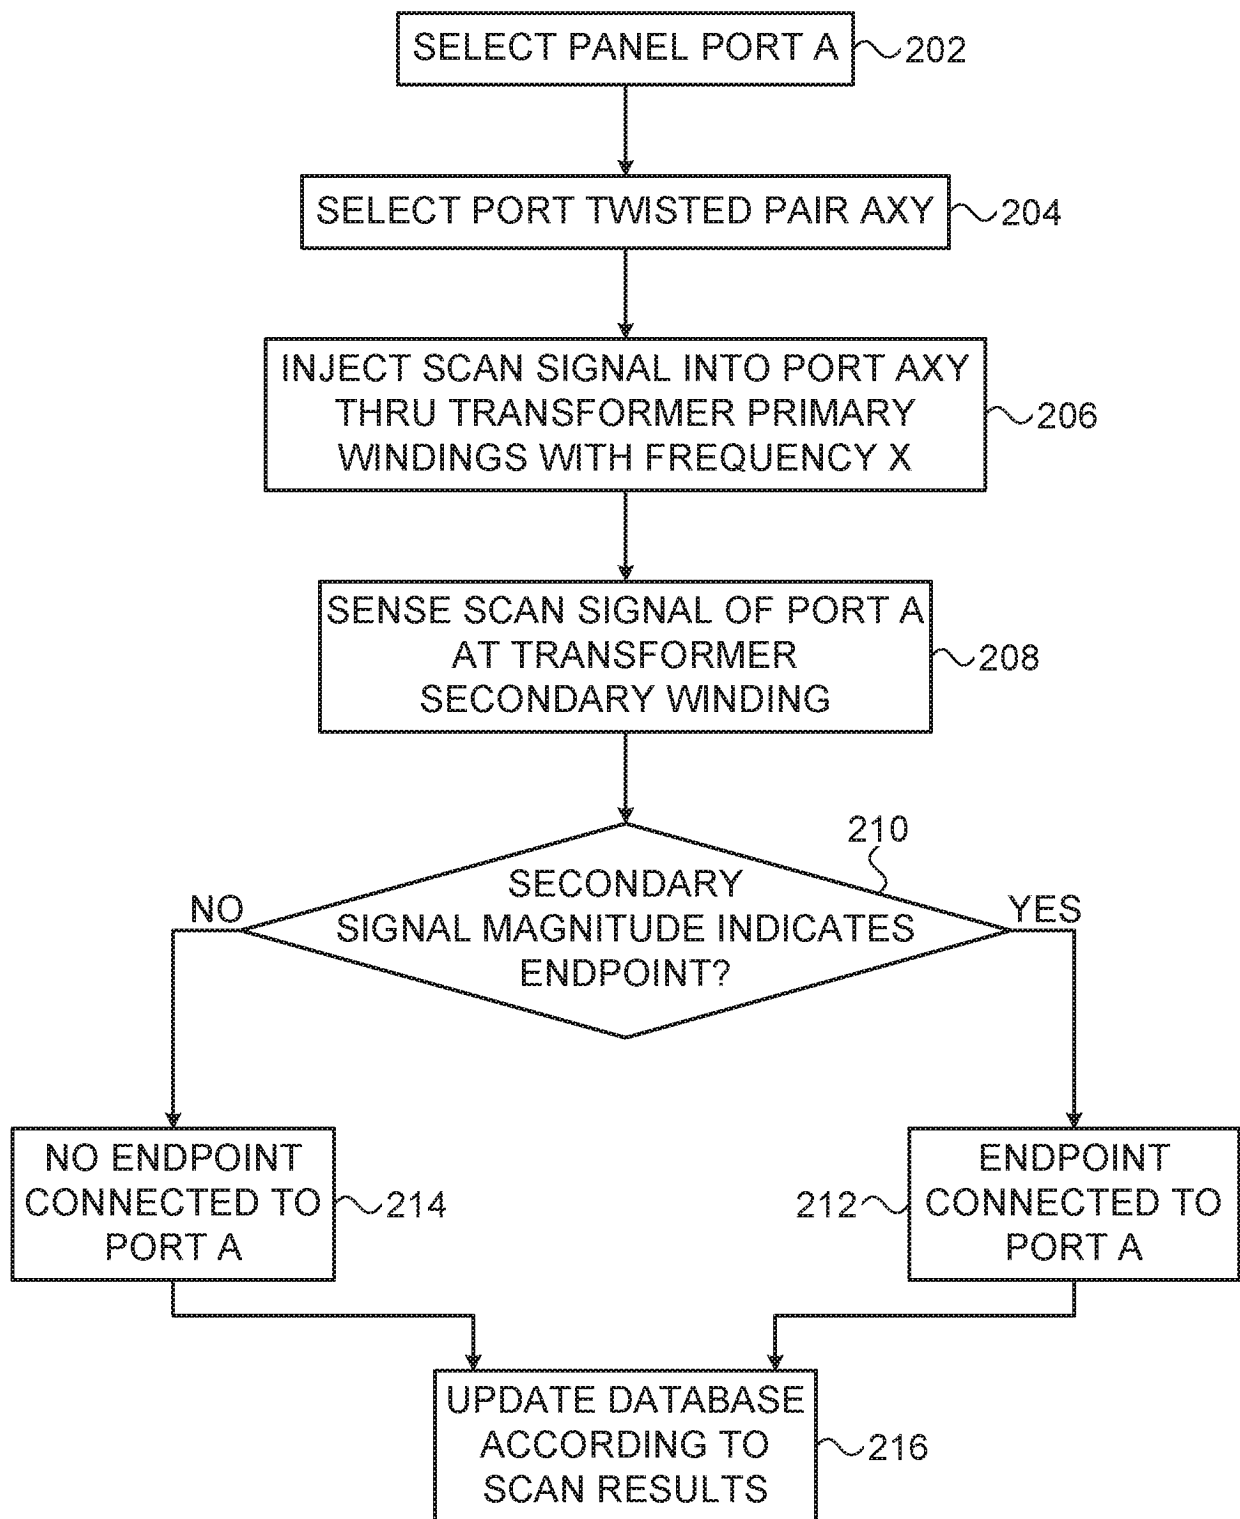 SELECT PANEL PORT A
202
SELECT PORT TWISTED PAIR AXY
204
INJECT SCAN SIGNAL INTO PORT AXY
THRU TRANSFORMER PRIMARY
WINDINGS WITH FREQUENCY X
206
SENSE SCAN SIGNAL OF PORT A
AT TRANSFORMER
SECONDARY WINDING
208
210
SECONDARY
SIGNAL MAGNITUDE INDICATES
ENDPOINT?
NO
YES
NO ENDPOINT
CONNECTED TO
PORT A
214
212
ENDPOINT
CONNECTED TO
PORT A
UPDATE DATABASE
ACCORDING TO
SCAN RESULTS
216